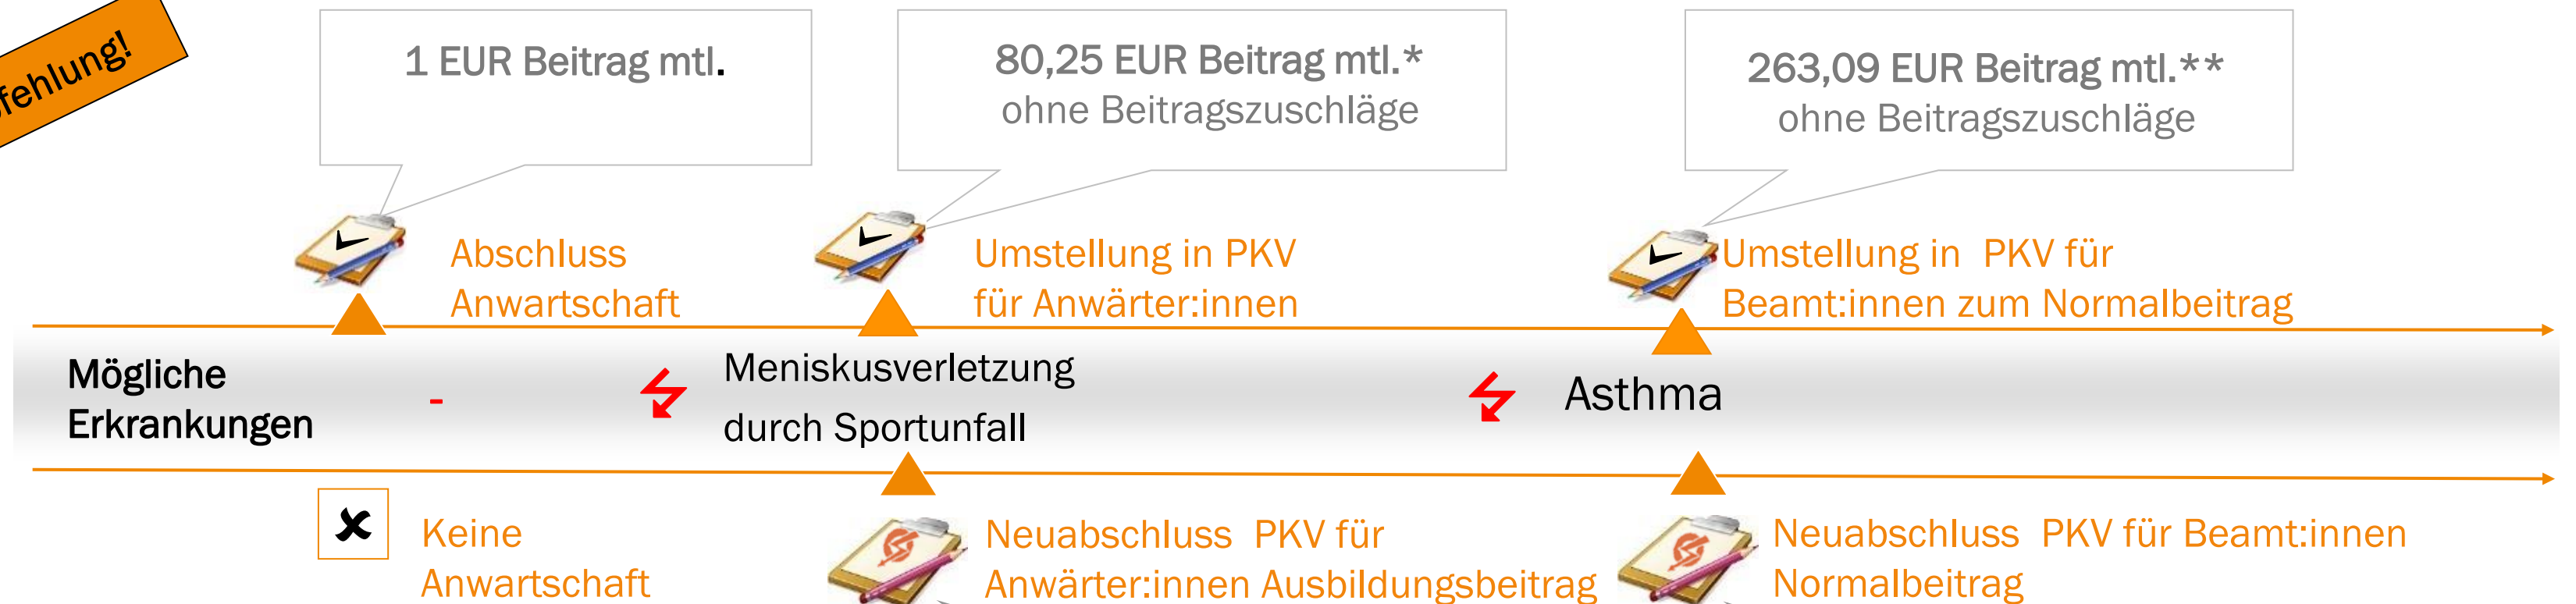 fehlung!
1 EUR Beitrag mtl.
80,25 EUR Beitrag mtl.*
ohne Beitragszuschläge
263,09 EUR Beitrag mtl.**
ohne Beitragszuschläge
Abschluss
Anwartschaft
Umstellung in PKV
für Anwärter:innen
Umstellung in PKV für
Beamt:innen zum Normalbeitrag
Mögliche
Erkrankungen
-
Meniskusverletzung
durch Sportunfall
Asthma
Keine
Anwartschaft
Neuabschluss PKV für
Anwärter:innen Ausbildungsbeitrag
Neuabschluss PKV für Beamt:innen
Normalbeitrag